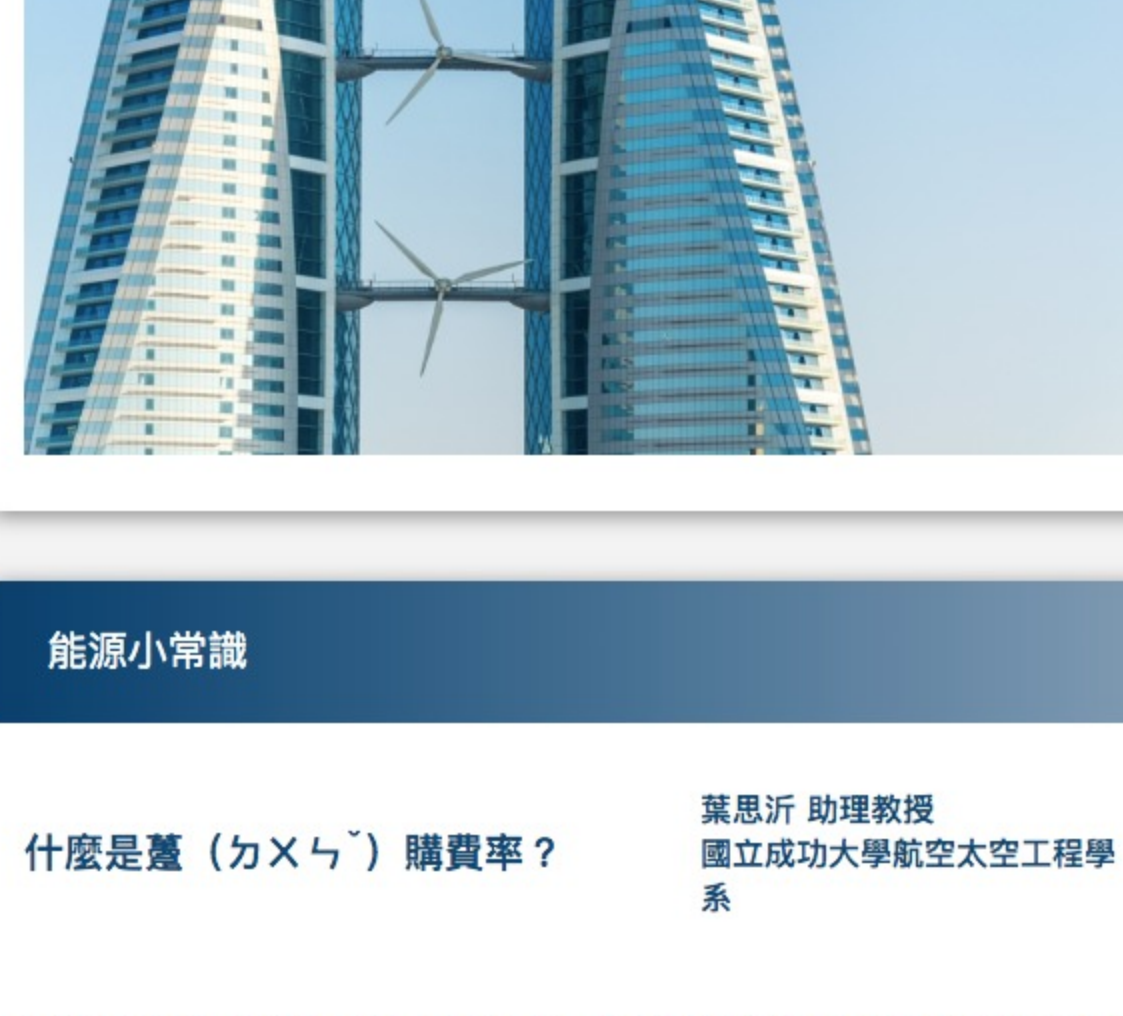 能源小常識
什麼是躉（ㄉㄨㄣˇ）購費率？
葉思沂 助理教授
國立成功大學航空太空工程學
系